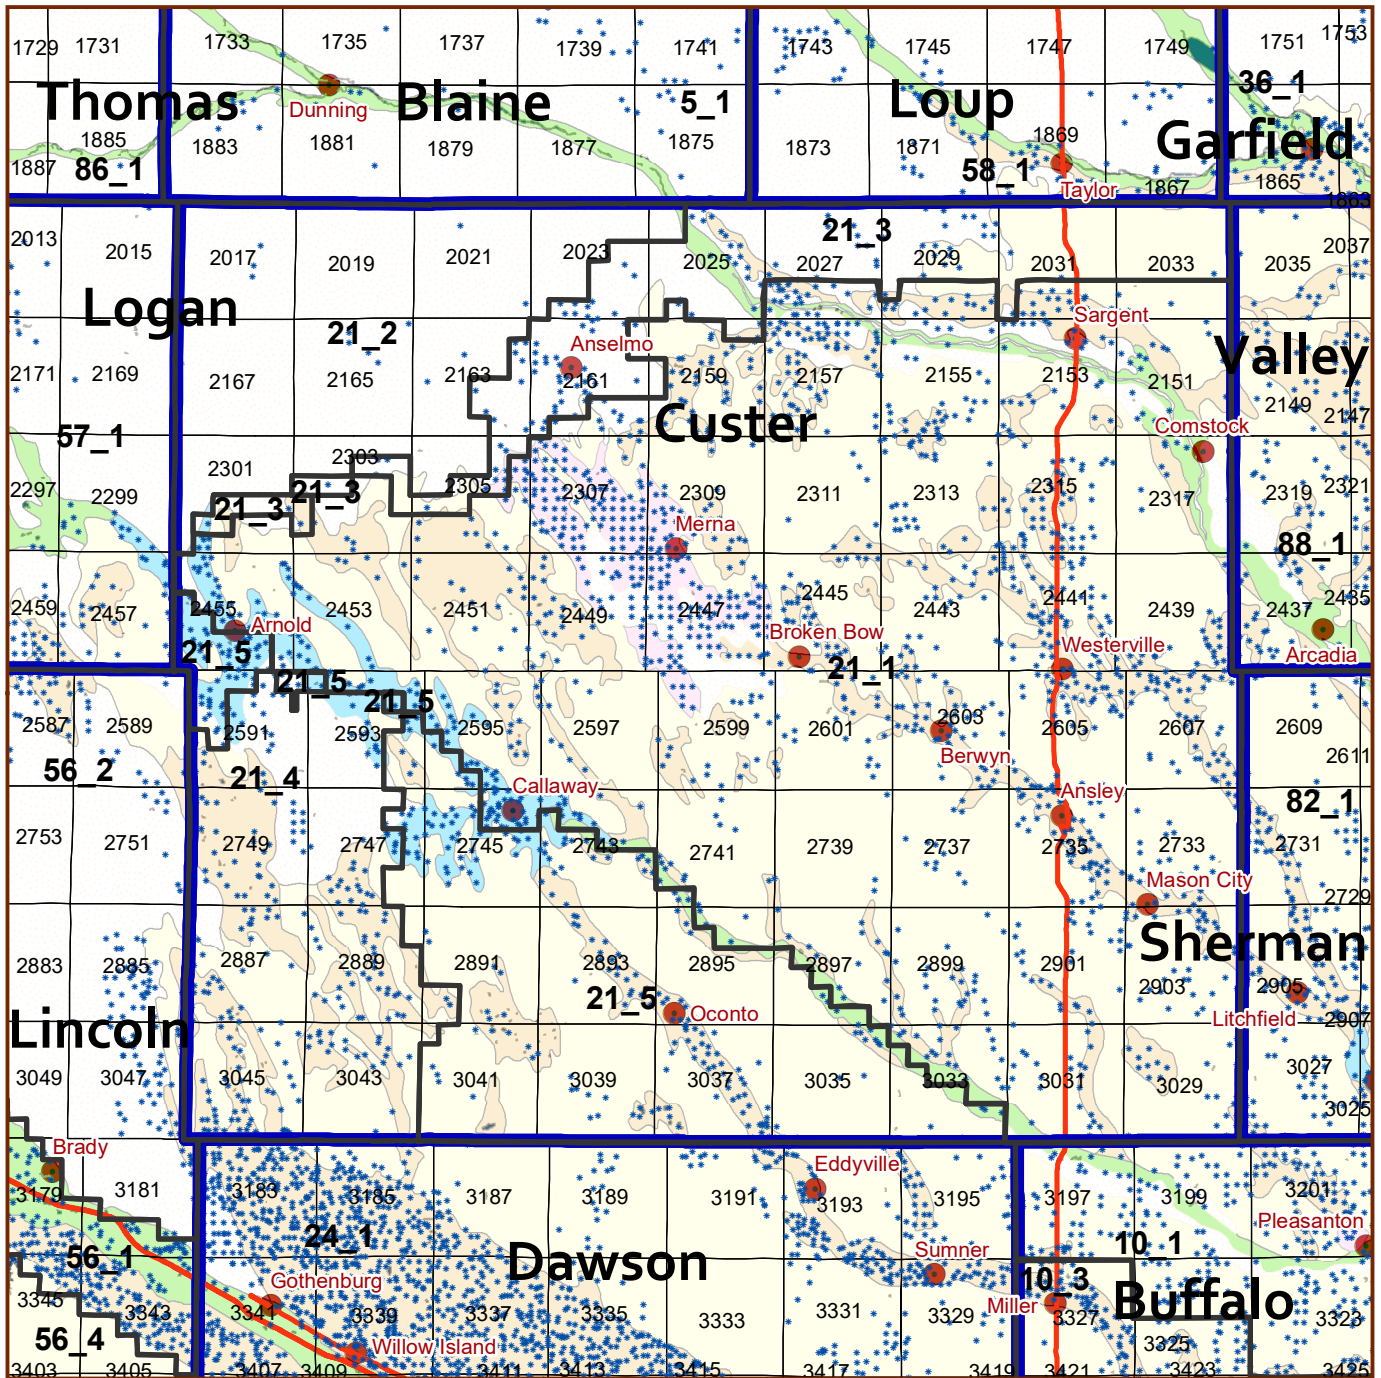 1729 1731 1733 1735 1737 1739 1741 1743 1745 1747 1749 1751 1753
36_1
Thomas Blaine 5_1 Loup
Dunning
Garfield
1885 1883 1881 1879 1877 1875 1873 1871 1869
1887 86_1 58_1 1865
Taylor 1867 1863
2013 2015 2017 2019 2021 2023 2025 2027 21_3 2029 2031 2033 2035 2037
Logan
21_2 Anselmo Sargent
Valley
2171 2169 2167 2165 2163 2161 2159 2157 2155 2153 2151 2149 2147
Custer Comstock
57_1
2301 2303
2297 2299 21_3 21_3 2305 2307 2309 2311 2313 2315 2317 2319 2321
Merna 88_1
2459 2457 2455 2453 2451 2449 2447 2445 2443 2441 2439 2437 2435
Arnold Broken Bow Westerville Arcadia
21_5 21_1
21_5 21_5
2587 2589 2591 2593 2595 2597 2599 2601 2603 2605 2607 2609 2611
56_2 21_4 Callaway Berwyn Ansley 82_1
2753 2751 2749 2747 2745 2743 2741 2739 2737 2735 2733 2731 2729
Mason City
Sherman
2883 2885 2887 2889 2891 2893 2895 2897 2899 2901 2903 2905 2907
21_5 Oconto Litchfield
Lincoln
3049 3047 3045 3043 3041 3039 3037 3035 3033 3031 3029 3027 3025
Brady Eddyville
3179 3181 3183 3185 3187 3189 3191 3193 3195 3197 3199 3201
Pleasanton
56_1 24_1 Dawson Sumner 10_1
Gothenburg 10_3 Buffalo
3345 3343 3341 3339 3337 3335 3333 3331 3329 Miller 3327 3325 3323
56_4 Willow Island
3403 3405 3407 3409 3411 3413 3415 3417 3419 3421 3423 3425